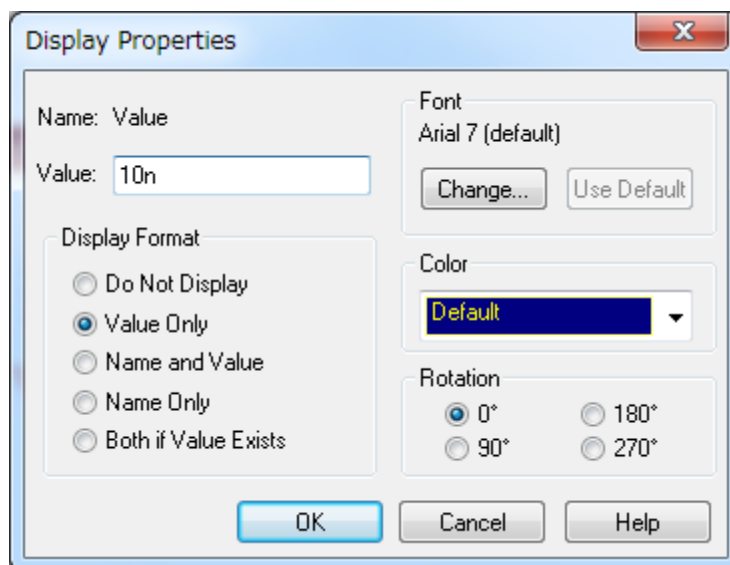 Display Properties
Name: Value
Value: 10n
Display Format
Do Not Display
Value Only
Name and Value
Name Only
Both if Value Exists
Font
Arial 7 (default)
Change... Use Default
Color
Default
Rotation
0° 180°
90° 270°
OK Cancel Help